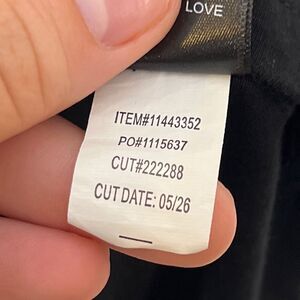 LOVE
ITEM#11443352
PO#1115637
CUT#222288
CUT DATE: 05/26